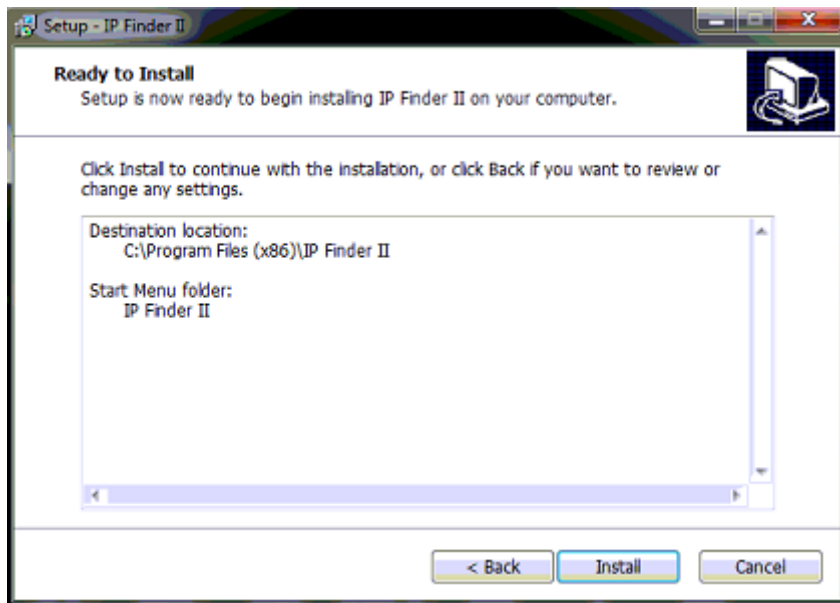 Setup - IP Finder II
Ready to Install
Setup is now ready to begin installing IP Finder II on your computer.
Click Install to continue with the installation, or click Back if you want to review or
change any settings.
Destination location:
C:\Program Files (x86)\IP Finder II
Start Menu folder:
IP Finder II
< Back
Install
Cancel